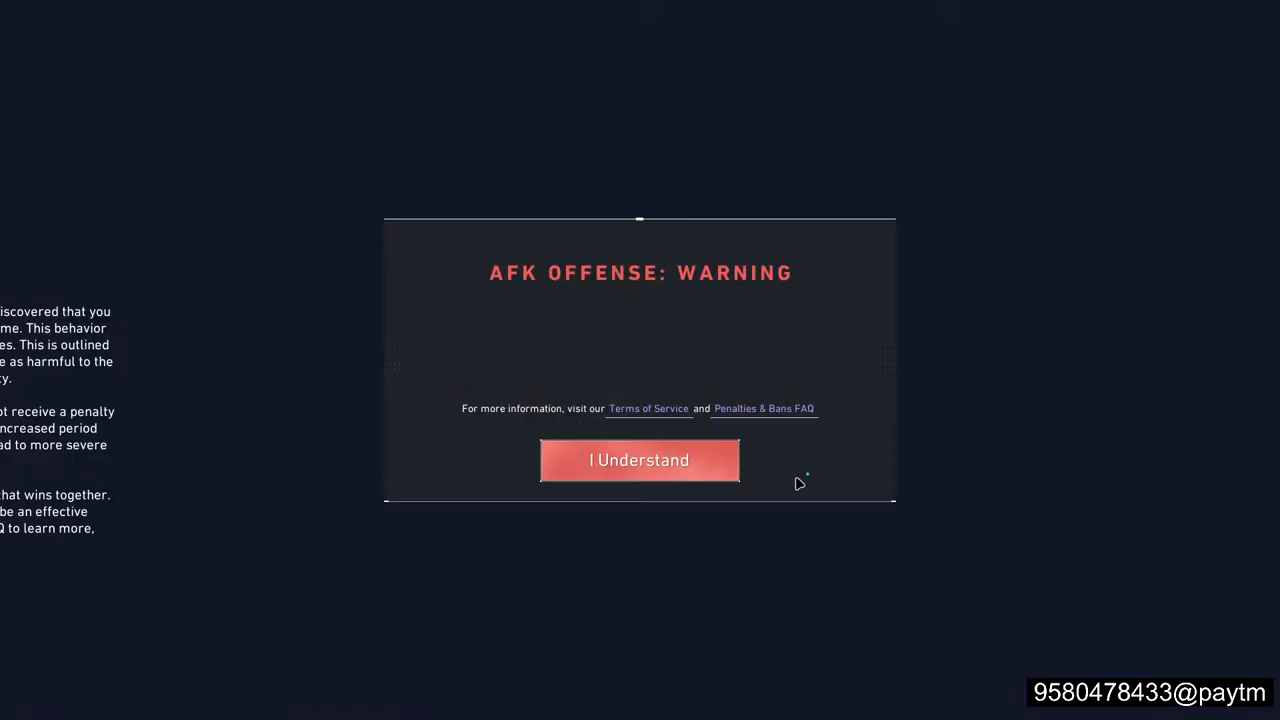 AFK OFFENSE: WARNING
iscovered that you
me. This behavior
es. This is outlined
e as harmful to the
ty.
ot receive a penalty
ncreased period
ad to more severe
that wins together.
be an effective
Q to learn more,
For more information, visit our Terms of Service and Penalties & Bans FAQ
I Understand
9580478433@paytm